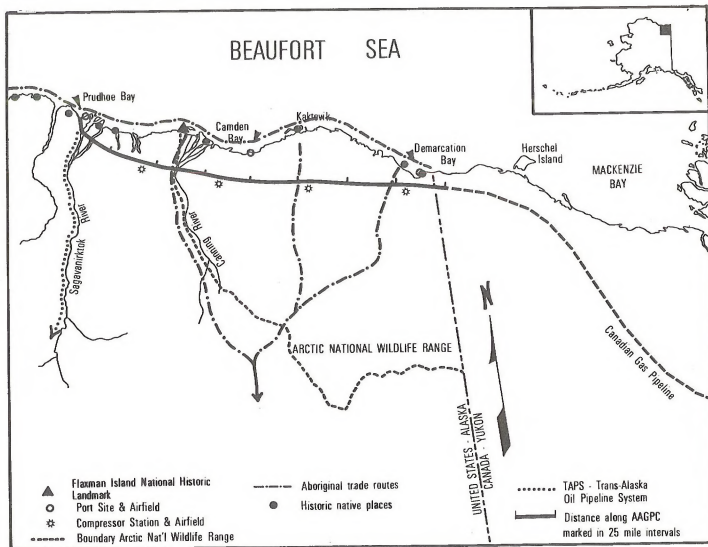 BEAUFORT SEA
Prudhoe Bay
Camden Bay
Kaktovik
Demarcation Bay
Herschel Island
MACKENZIE BAY
Sagavanirktok River
Canning River
N
ARCTIC NATIONAL WILDLIFE RANGE
Canadian Gas Pipeline
UNITED STATES - ALASKA
CANADA - YUKON
Flaxman Island National Historic
Landmark
Port Site & Airfield
Compressor Station & Airfield
Boundary Arctic Nat'l Wildlife Range
Aboriginal trade routes
Historic native places
TAPS - Trans-Alaska
Oil Pipeline System
Distance along AAGPC
marked in 25 mile intervals